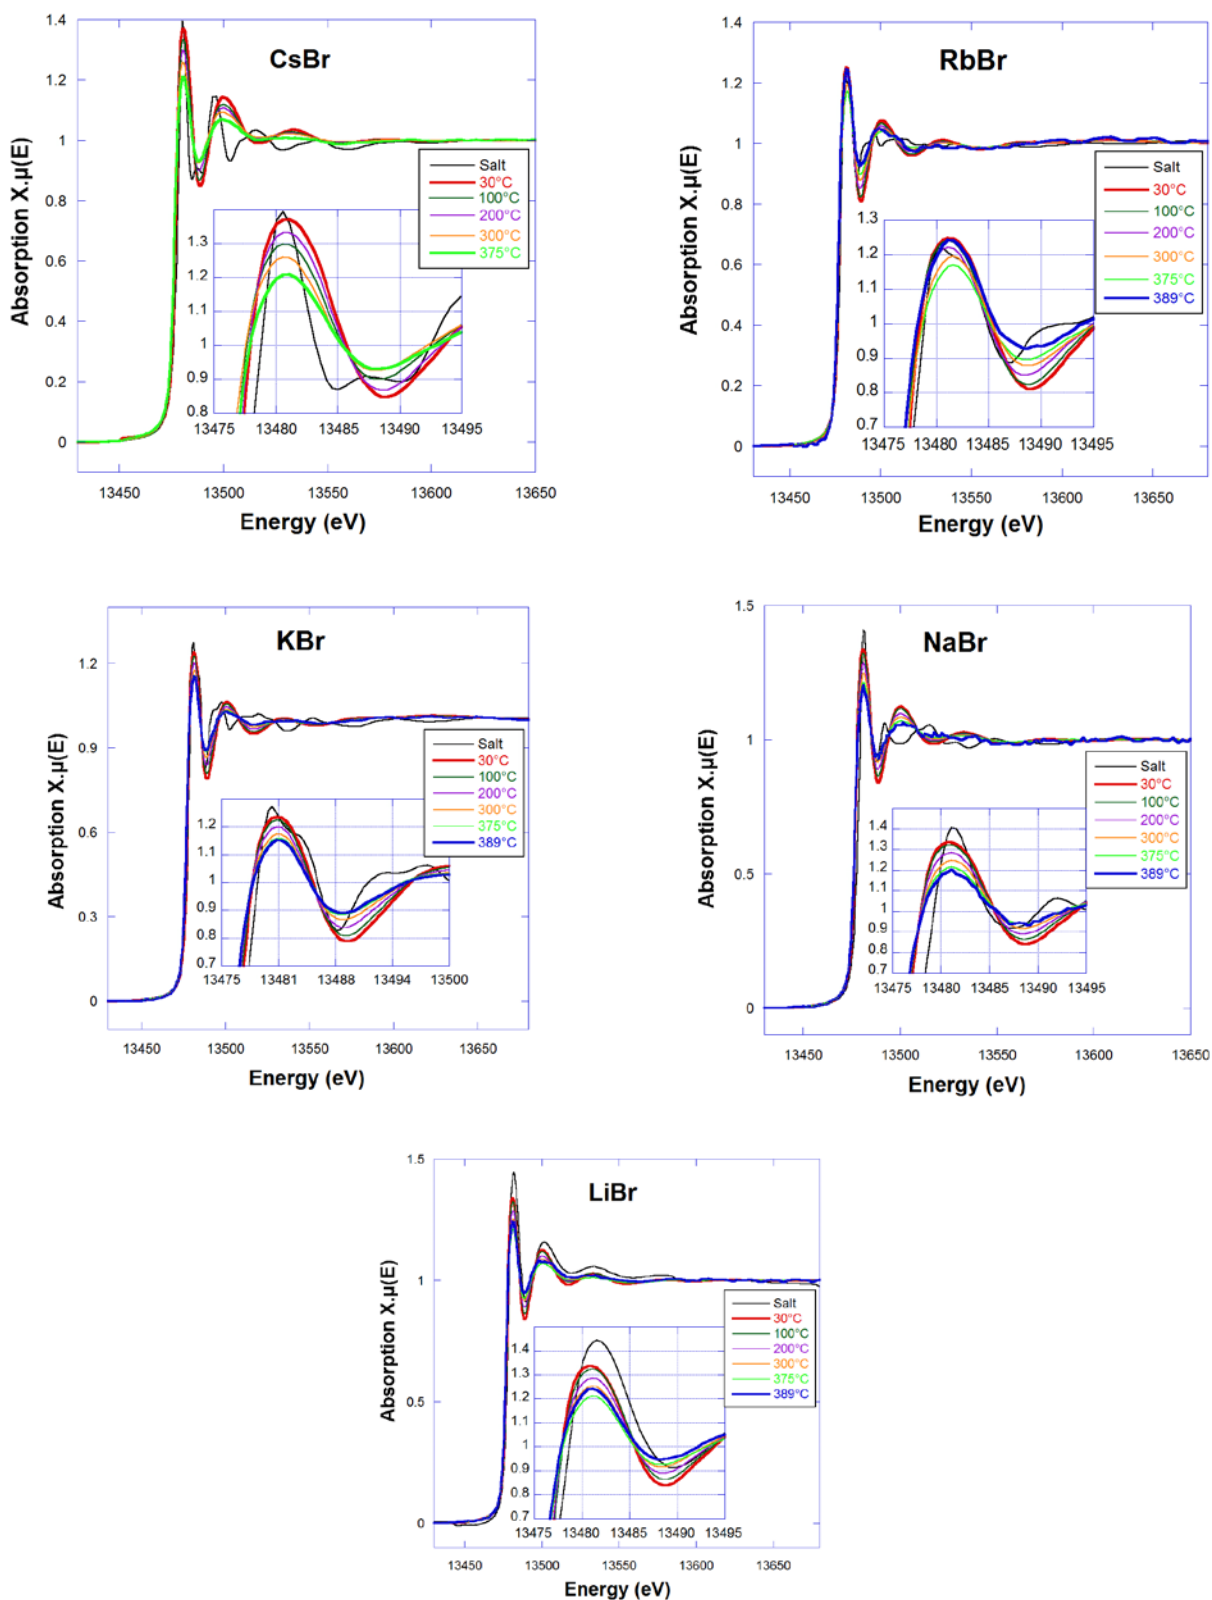 CsBr
Absorption X.μ(E)
1.4
1.2
1
0.8
0.6
0.4
0.2
0
Salt
30°C
100°C
200°C
300°C
375°C
1.3
1.2
1.1
1
0.9
0.8
13475 13480 13485 13490 13495
13450 13500 13550 13600 13650
Energy (eV)
RbBr
Absorption X.μ(E)
1.4
1.2
1
0.8
0.6
0.4
0.2
0
Salt
30°C
100°C
200°C
300°C
375°C
389°C
1.3
1.2
1.1
1
0.9
0.8
0.7
13475 13480 13485 13490 13495
13450 13500 13550 13600 13650
Energy (eV)
KBr
Absorption X.μ(E)
1.2
0.9
0.6
0.3
0
Salt
30°C
100°C
200°C
300°C
375°C
389°C
1.2
1.1
1
0.9
0.8
0.7
13475 13481 13489 13494 13500
13450 13500 13550 13600 13650
Energy (eV)
NaBr
Absorption X.μ(E)
1.5
1
0.5
0
Salt
30°C
100°C
200°C
300°C
375°C
389°C
1.4
1.3
1.2
1.1
1
0.9
0.8
0.7
13475 13480 13485 13490 13495
13450 13500 13550 13600 13650
Energy (eV)
LiBr
Absorption X.μ(E)
1.5
1
0.5
0
Salt
30°C
100°C
200°C
300°C
375°C
389°C
1.4
1.3
1.2
1.1
1
0.9
0.8
0.7
13475 13480 13485 13490 13495
13450 13500 13550 13600 13650
Energy (eV)